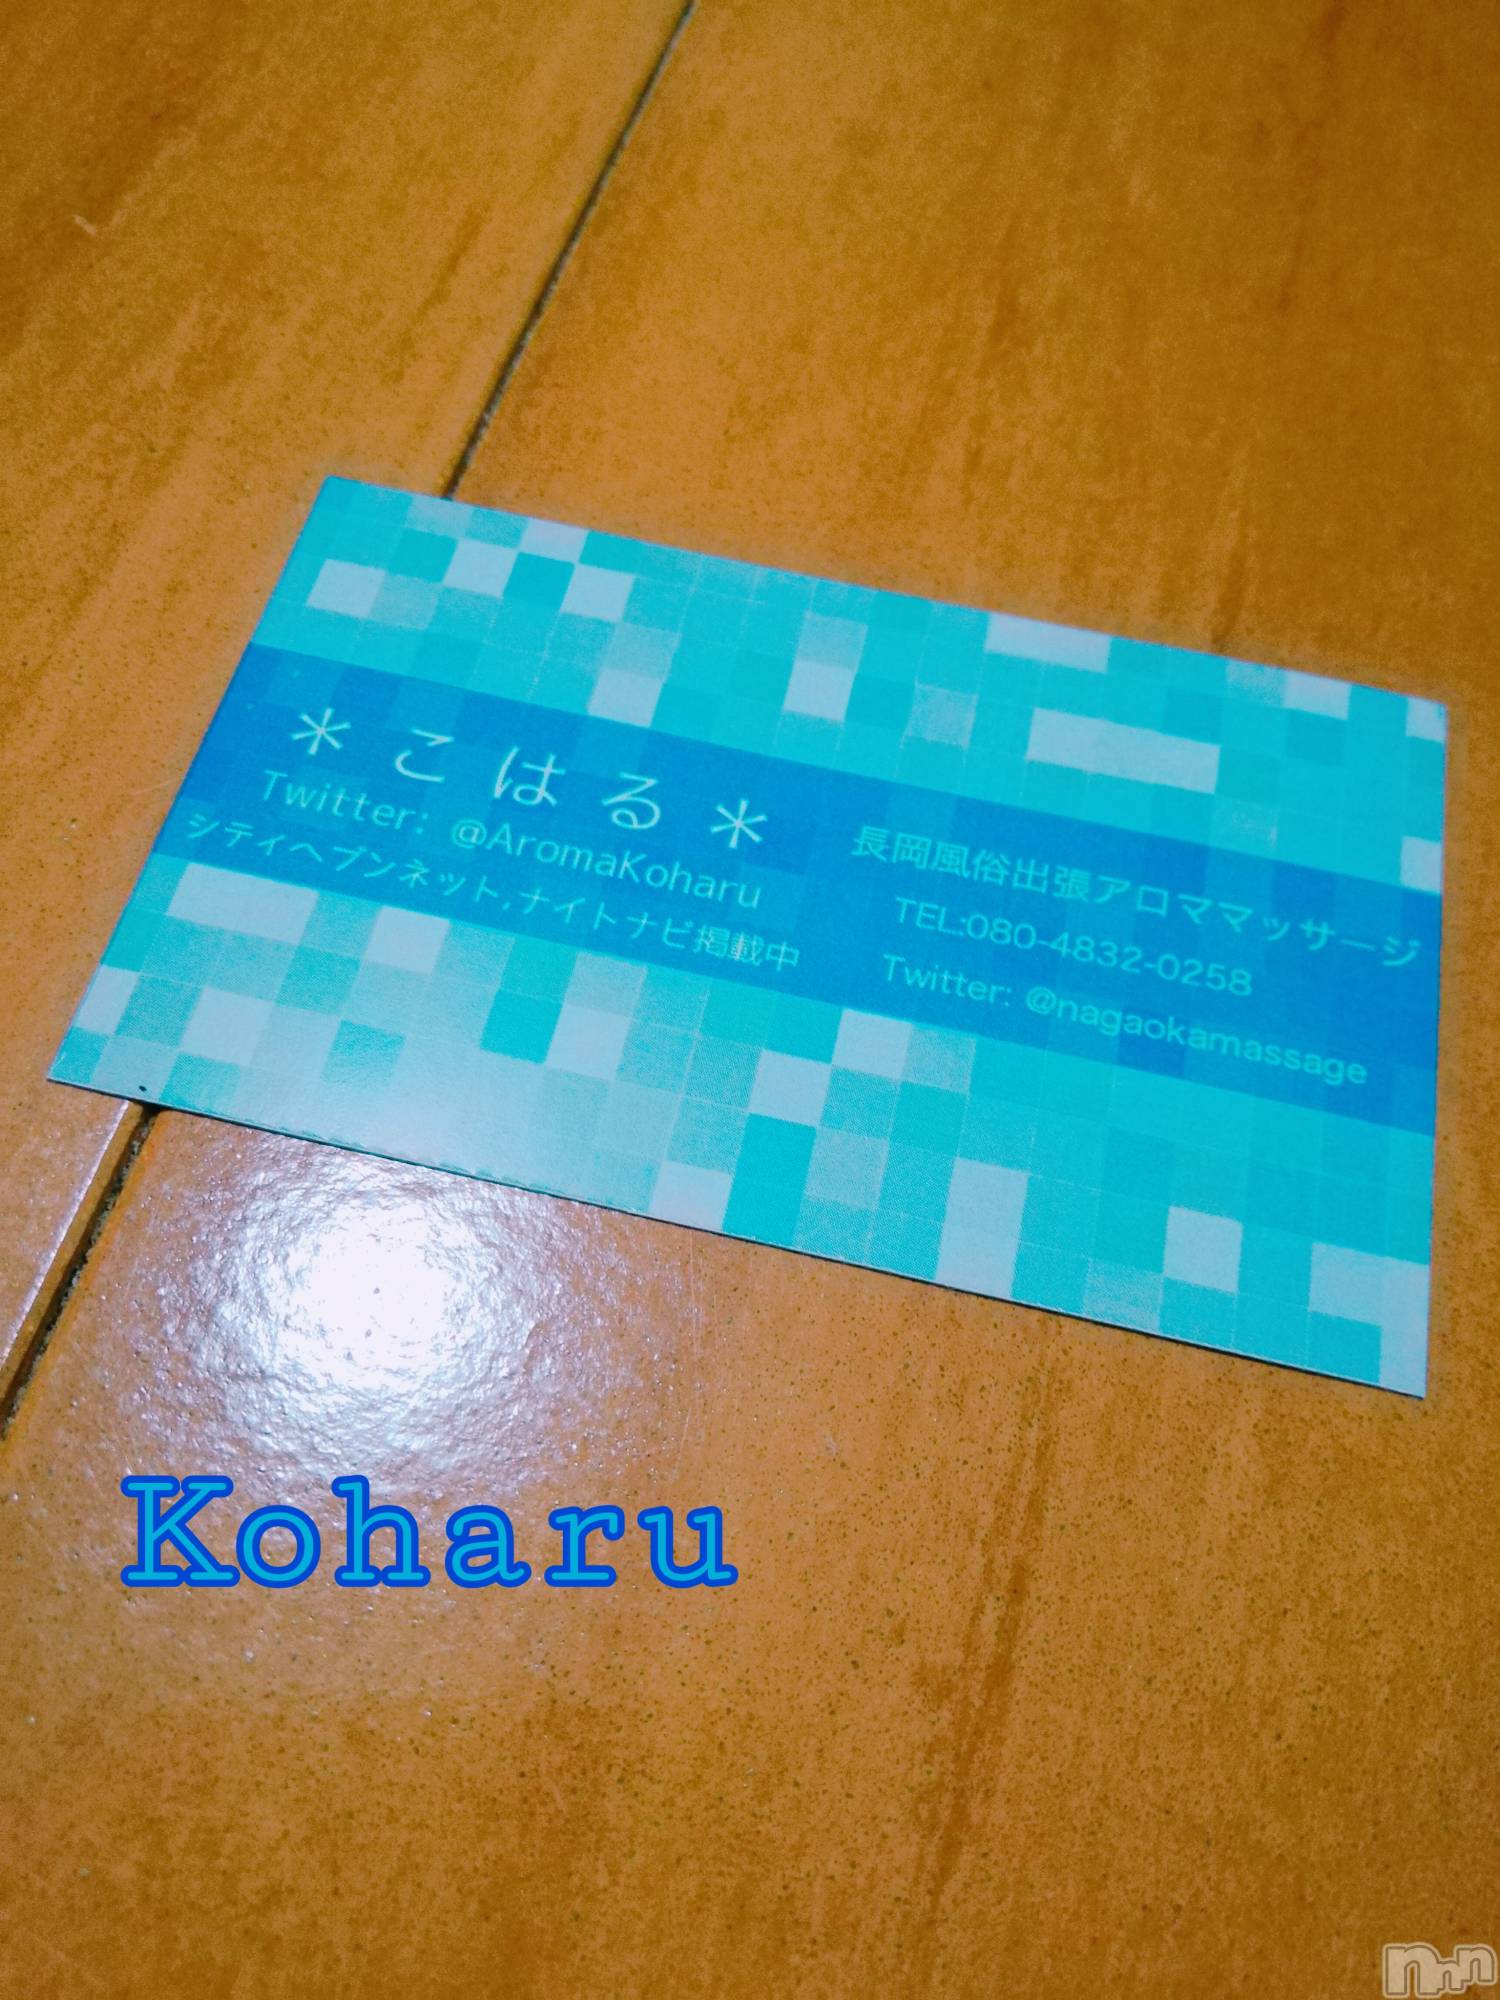 ＊こはる＊
Twitter: @AromaKoharu
シティヘブンネット,ナイトナビ掲載中
長岡風俗出張アロママッサージ
TEL:080-4832-0258
Twitter: @nagaokamassage
Koharu
nnn